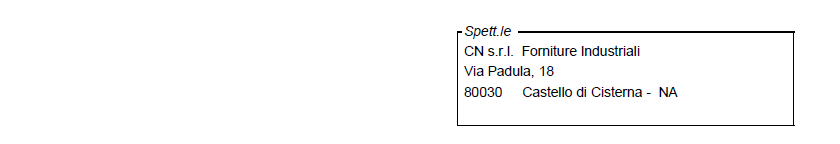 Spett.le
CN s.r.l. Forniture Industriali
Via Padula, 18
80030 Castello di Cisterna - NA